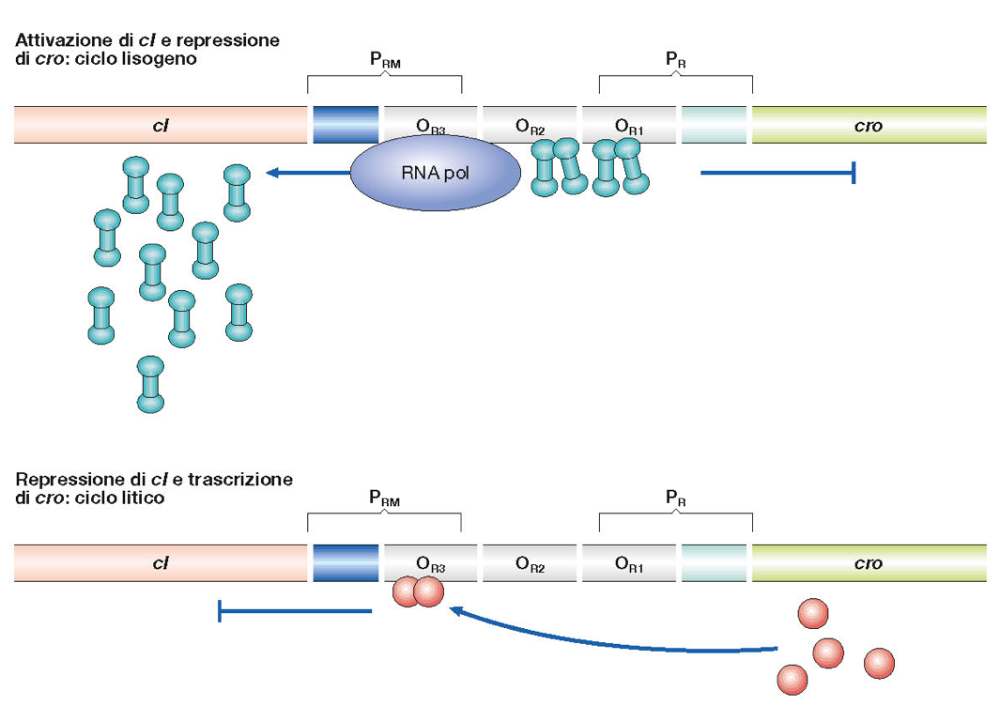 Attivazione di cI e repressione
di cro: ciclo lisogeno
PRM
PR
cI
OR3
OR2
OR1
cro
RNA pol
Repressione di cI e trascrizione
di cro: ciclo litico
PRM
PR
cI
OR3
OR2
OR1
cro